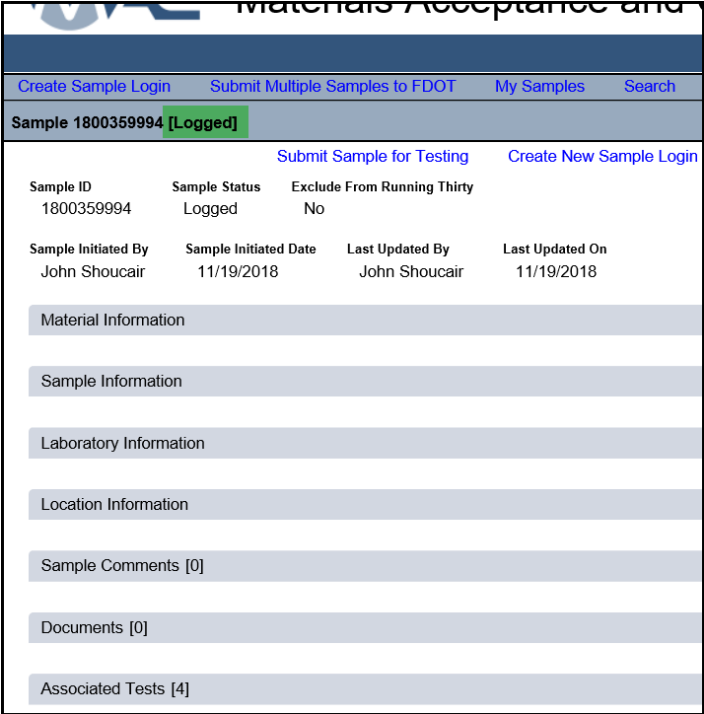 Materials Acceptance and
Create Sample Login Submit Multiple Samples to FDOT My Samples Search
Sample 1800359994 [Logged]
Submit Sample for Testing Create New Sample Login
Sample ID Sample Status Exclude From Running Thirty
1800359994 Logged No
Sample Initiated By Sample Initiated Date Last Updated By Last Updated On
John Shoucair 11/19/2018 John Shoucair 11/19/2018
Material Information
Sample Information
Laboratory Information
Location Information
Sample Comments [0]
Documents [0]
Associated Tests [4]